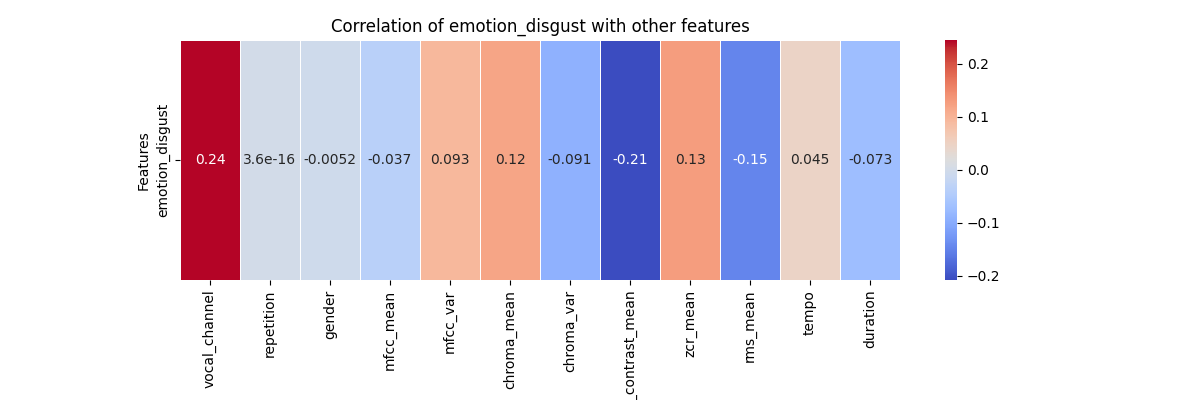 Correlation of emotion_disgust with other features
Features
emotion_disgust
0.24 3.6e-16 -0.0052 -0.037 0.093 0.12 -0.091 -0.21 0.13 -0.15 0.045 -0.073
vocal_channel
repetition
gender
mfcc_mean
mfcc_var
chroma_mean
chroma_var
_contrast_mean
zcr_mean
rms_mean
tempo
duration
0.2
0.1
0.0
−0.1
−0.2